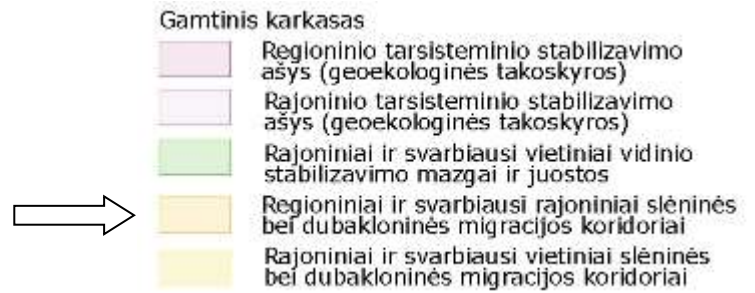 Gamtinis karkasas
Regioninio tarsisteminio stabilizavimo
ašys (geoekologinės takoskyros)
Rajoninio tarsisteminio stabilizavimo
ašys (geoekologinės takoskyros)
Rajoniniai ir svarbiausi vietiniai vidinio
stabilizavimo mazgai ir juostos
Regioniniai ir svarbiausi rajoniniai slėninės
bei dubakloninės migracijos koridoriai
Rajoniniai ir svarbiausi vietiniai slėninės
bei dubakloninės migracijos koridoriai